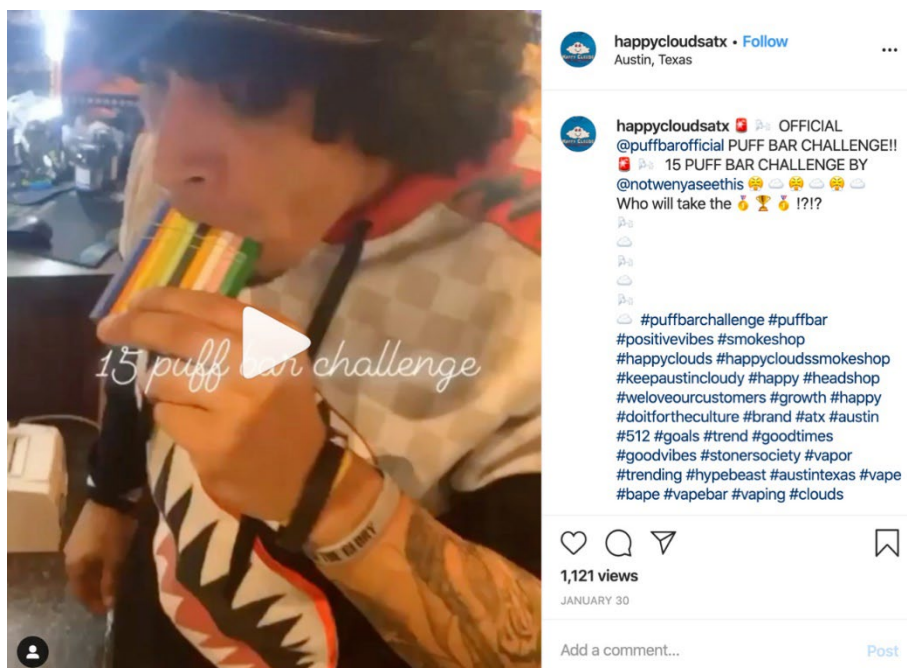 15 puff bar challenge
happycloudsatx • Follow
Austin, Texas
happycloudsatx 🚨 🌬 OFFICIAL
@puffbarofficial PUFF BAR CHALLENGE!!
🚨 🌬 15 PUFF BAR CHALLENGE BY
@notwenyaseethis 😤 ☁ 😤 ☁ 😤 ☁
Who will take the 🥇 🏆 🥇 !?!?
🌬
☁
🌬
☁
🌬
☁ #puffbarchallenge #puffbar
#positivevibes #smokeshop
#happyclouds #happycloudssmokeshop
#keepaustincloudy #happy #headshop
#weloveourcustomers #growth #happy
#doitfortheculture #brand #atx #austin
#512 #goals #trend #goodtimes
#goodvibes #stonersociety #vapor
#trending #hypebeast #austintexas #vape
#bape #vapebar #vaping #clouds
1,121 views
JANUARY 30
Add a comment...
Post